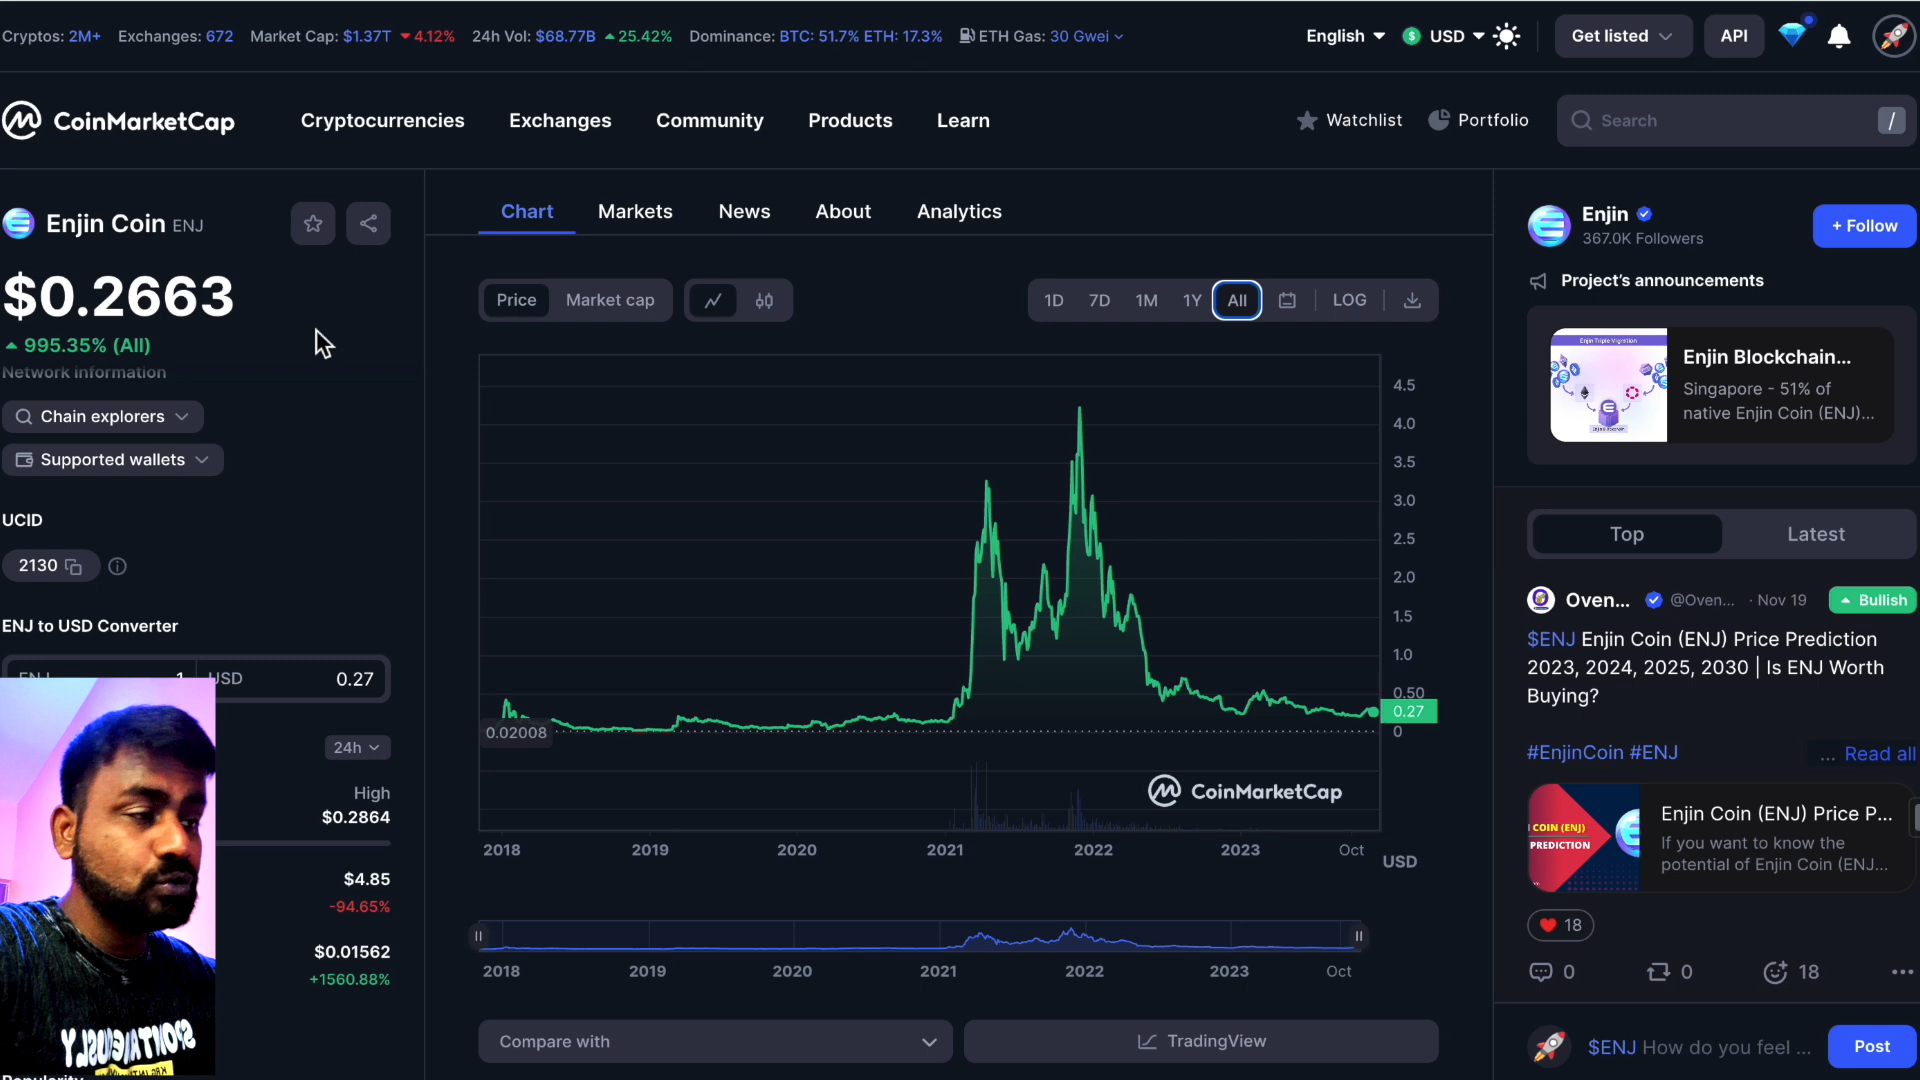 Cryptos: 2M+ Exchanges: 672 Market Cap: $1.37T 4.12% 24h Vol: $68.77B 25.42% Dominance: BTC: 51.7% ETH: 17.3% ETH Gas: 30 Gwei
English USD Get listed API
CoinMarketCap Cryptocurrencies Exchanges Community Products Learn Watchlist Portfolio Search /
Enjin Coin ENJ
$0.2663
995.35% (All)
Network information
Chain explorers
Supported wallets
UCID
2130
ENJ to USD Converter
ENJ 1 USD 0.27
24h
High
$0.2864
$4.85
-94.65%
$0.01562
+1560.88%
Popularity
Chart Markets News About Analytics
Price Market cap 1D 7D 1M 1Y All LOG
4.5
4.0
3.5
3.0
2.5
2.0
1.5
1.0
0.50
0.27
0
0.02008
CoinMarketCap
2018 2019 2020 2021 2022 2023 Oct
USD
2018 2019 2020 2021 2022 2023 Oct
Compare with TradingView
Enjin
367.0K Followers
+ Follow
Project's announcements
Enjin Triple Migration
Enjin Blockchain...
Singapore - 51% of
native Enjin Coin (ENJ)...
Top Latest
Oven... @Oven... · Nov 19 Bullish
$ENJ Enjin Coin (ENJ) Price Prediction
2023, 2024, 2025, 2030 | Is ENJ Worth
Buying?
#EnjinCoin #ENJ ... Read all
COIN (ENJ)
PREDICTION
Enjin Coin (ENJ) Price P...
If you want to know the
potential of Enjin Coin (ENJ...
18
0 0 18
$ENJ How do you feel ... Post